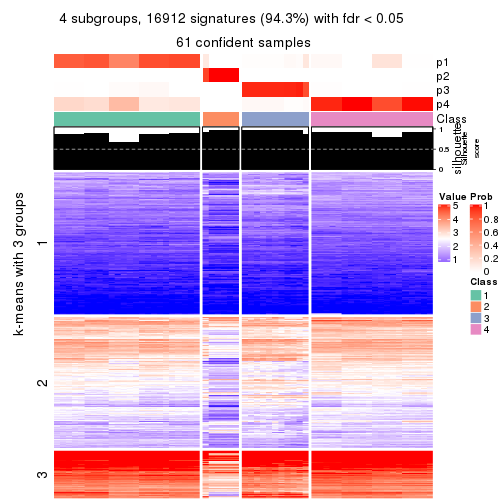 4 subgroups, 16912 signatures (94.3%) with fdr < 0.05
61 confident samples
p1
p2
p3
p4
Class
1
0.5
0
silhouette
Silhouette
score
k-means with 3 groups
1
2
3
Value
5
4
3
2
1
Prob
1
0.8
0.6
0.4
0.2
0
Class
1
2
3
4